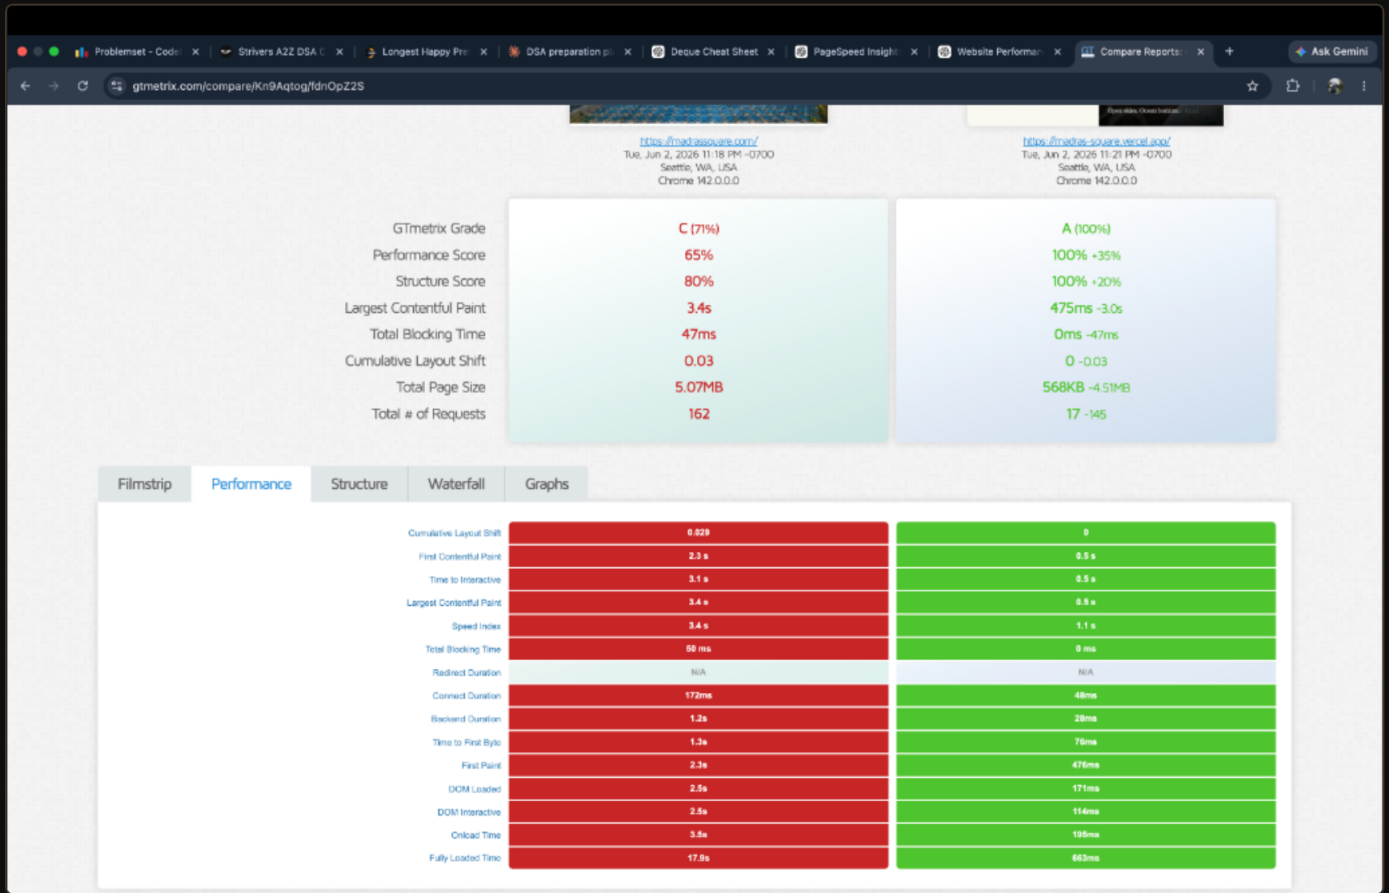 Problemset - Code
Strivers A2Z DSA C
Longest Happy Pre
DSA preparation pl
Deque Cheat Sheet
PageSpeed Insight
Website Performan
Compare Reports:
Ask Gemini
gtmetrix.com/compare/Kn9Aqtog/fdnOpZ2S
https://madrassquare.com/
Tue, Jun 2, 2026 11:18 PM -0700
Seattle, WA, USA
Chrome 142.0.0.0
Open skies. Ocean bottom.
https://madras-square.vercel.app/
Tue, Jun 2, 2026 11:21 PM -0700
Seattle, WA, USA
Chrome 142.0.0.0
GTmetrix Grade C (71%) A (100%)
Performance Score 65% 100% +35%
Structure Score 80% 100% +20%
Largest Contentful Paint 3.4s 475ms -3.0s
Total Blocking Time 47ms 0ms -47ms
Cumulative Layout Shift 0.03 0 -0.03
Total Page Size 5.07MB 568KB -4.51MB
Total # of Requests 162 17 -145
Filmstrip Performance Structure Waterfall Graphs
Cumulative Layout Shift 0.029 0
First Contentful Paint 2.3 s 0.5 s
Time to Interactive 3.1 s 0.5 s
Largest Contentful Paint 3.4 s 0.5 s
Speed Index 3.4 s 1.1 s
Total Blocking Time 50 ms 0 ms
Redirect Duration N/A N/A
Connect Duration 172ms 48ms
Backend Duration 1.2s 28ms
Time to First Byte 1.3s 76ms
First Paint 2.3s 476ms
DOM Loaded 2.5s 171ms
DOM Interactive 2.5s 114ms
Onload Time 3.5s 195ms
Fully Loaded Time 17.9s 663ms